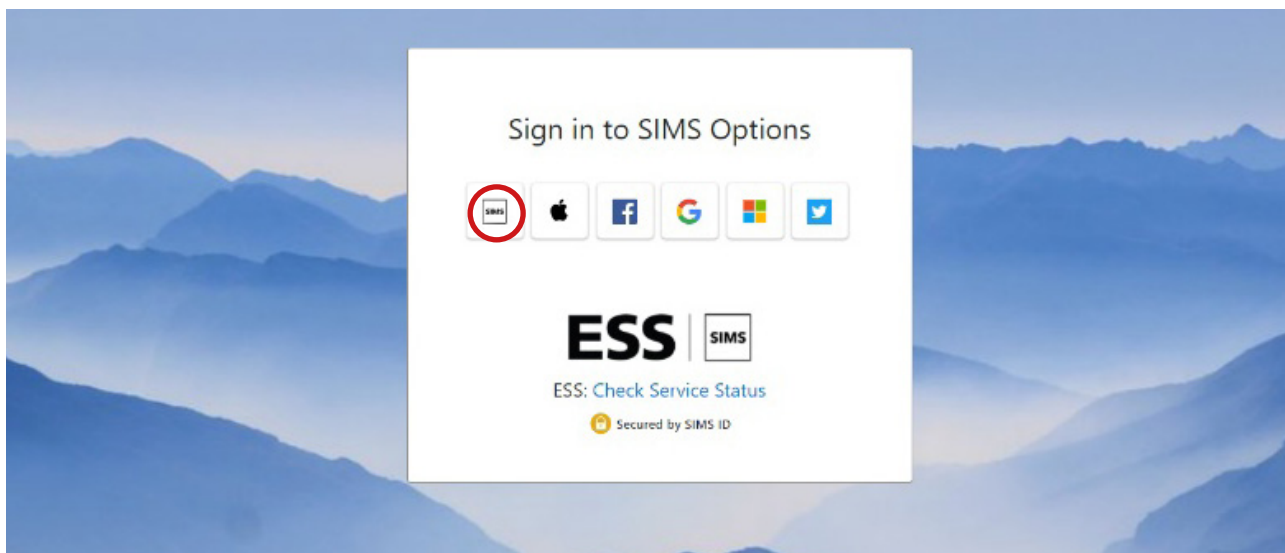 Sign in to SIMS Options
SIMS
ESS SIMS
ESS: Check Service Status
Secured by SIMS ID